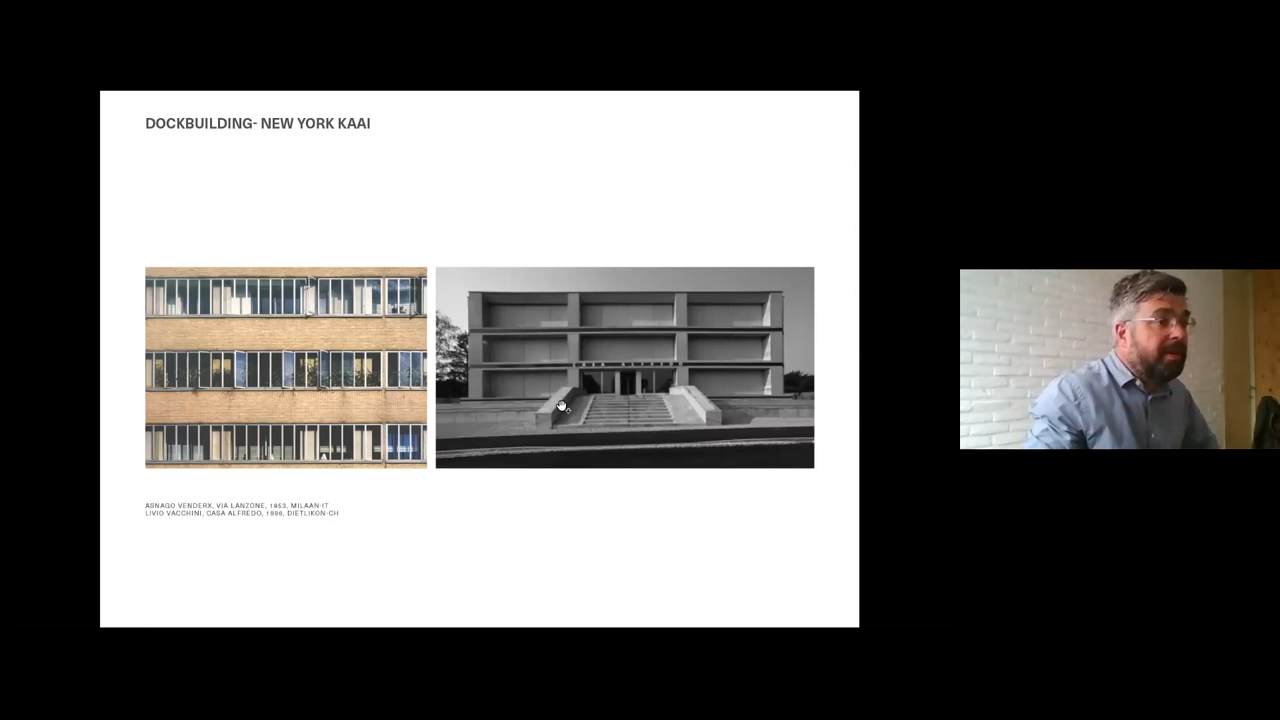 DOCKBUILDING- NEW YORK KAAI
ASNAGO VENDERX, VIA LANZONE, 1953, MILAAN-IT
LIVIO VACCHINI, CASA ALFREDO, 1986, DIETLIKON-CH